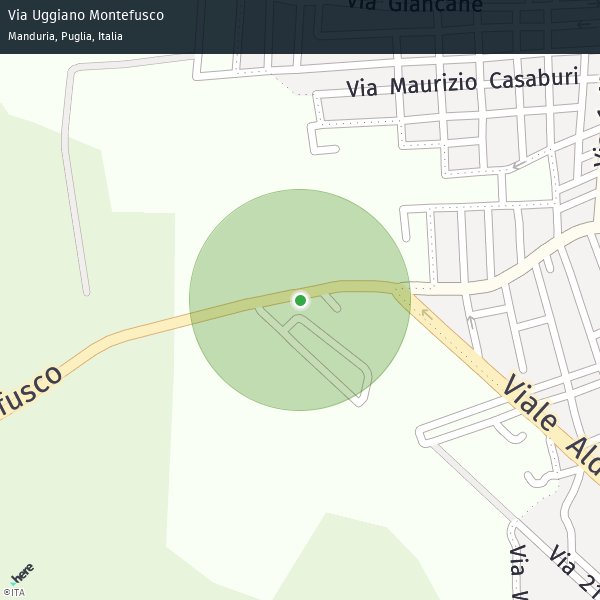 Via Uggiano Montefusco
Manduria, Puglia, Italia
Via Giancane
Via Maurizio Casaburi
fusco
Viale Ald
Via 21
Via V
here
©ITA